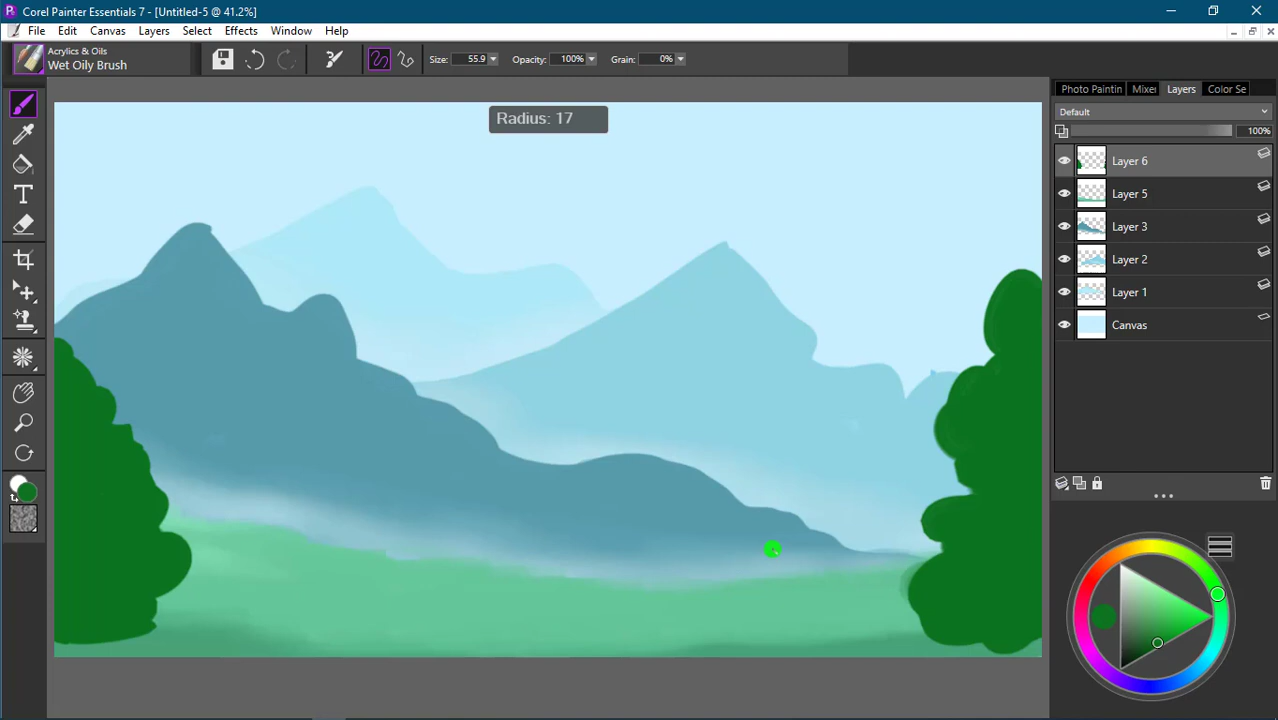 Corel Painter Essentials 7 - [Untitled-5 @ 41.2%]
File Edit Canvas Layers Select Effects Window Help
Acrylics & Oils
Wet Oily Brush
Size: 55.9 Opacity: 100% Grain: 0%
Photo Paintin Mixer Layers Color Se
Radius: 17
Default
100%
Layer 6
Layer 5
Layer 3
Layer 2
Layer 1
Canvas